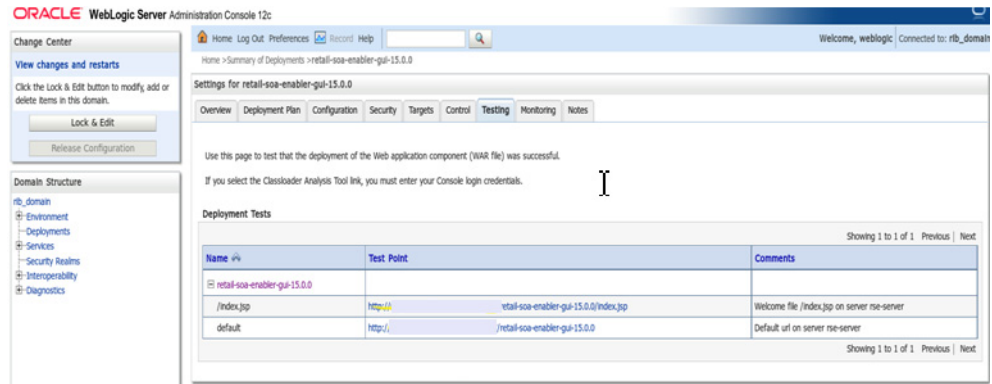 ORACLE WebLogic Server Administration Console 12c
Change Center
View changes and restarts
Click the Lock & Edit button to modify, add or
delete items in this domain.
Lock & Edit
Release Configuration
Domain Structure
rib_domain
Environment
Deployments
Services
Security Realms
Interoperability
Diagnostics
Home Log Out Preferences Record Help
Welcome, weblogic Connected to: rib_domain
Home >Summary of Deployments >retail-soa-enabler-gui-15.0.0
Settings for retail-soa-enabler-gui-15.0.0
Overview Deployment Plan Configuration Security Targets Control Testing Monitoring Notes
Use this page to test that the deployment of the Web application component (WAR file) was successful.
If you select the Classloader Analysis Tool link, you must enter your Console login credentials.
Deployment Tests
Showing 1 to 1 of 1 Previous | Next
Name Test Point Comments
retail-soa-enabler-gui-15.0.0
/index.jsp http:// retail-soa-enabler-gui-15.0.0/index.jsp Welcome file /index.jsp on server rse-server
default http:/ /retail-soa-enabler-gui-15.0.0 Default url on server rse-server
Showing 1 to 1 of 1 Previous | Next